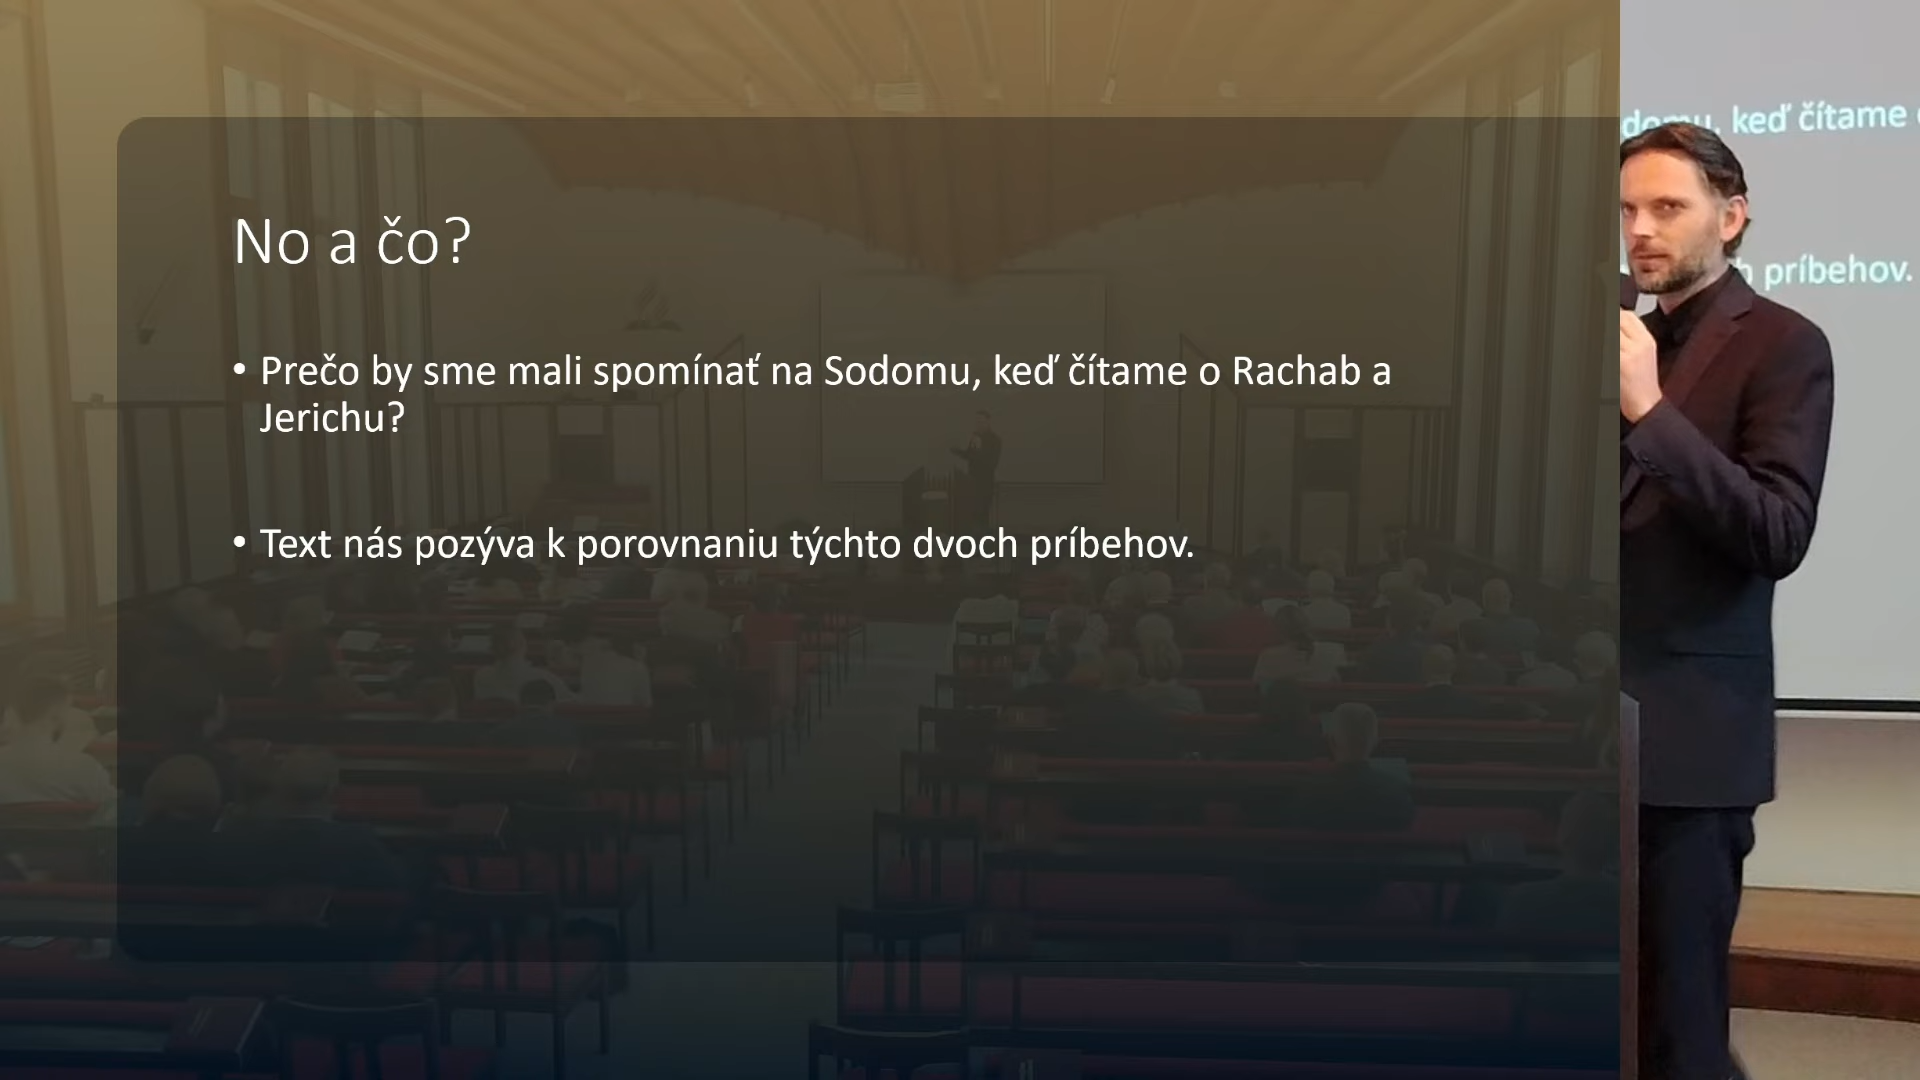 No a čo?
• Prečo by sme mali spomínať na Sodomu, keď čítame o Rachab a
Jerichu?
• Text nás pozýva k porovnaniu týchto dvoch príbehov.
keď čítame
príbehov.